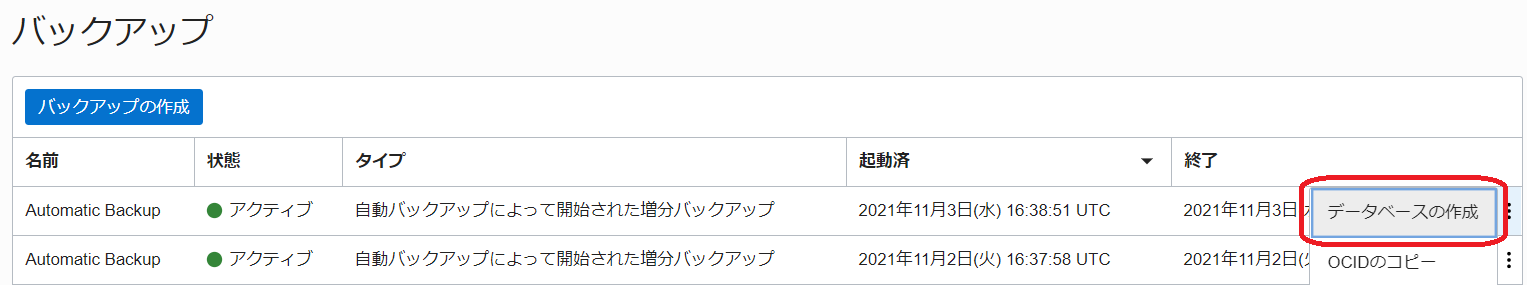 バックアップ
バックアップの作成
名前 状態 タイプ 起動済 終了
Automatic Backup アクティブ 自動バックアップによって開始された増分バックアップ 2021年11月3日(水) 16:38:51 UTC 2021年11月3日( データベースの作成
Automatic Backup アクティブ 自動バックアップによって開始された増分バックアップ 2021年11月2日(火) 16:37:58 UTC 2021年11月2日( OCIDのコピー